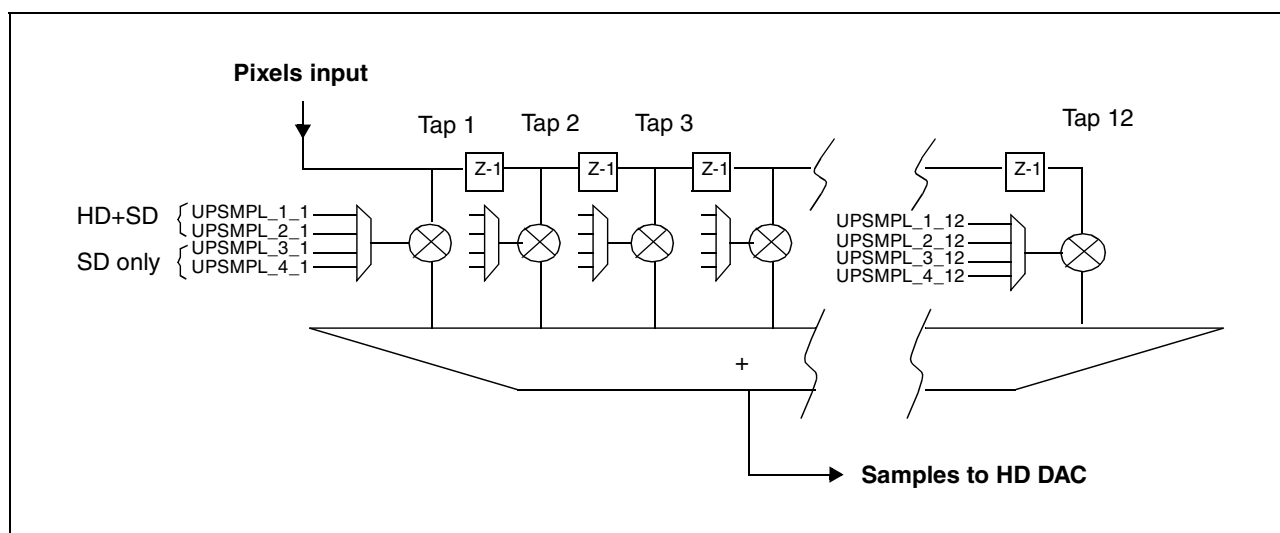 Pixels input
Tap 1
Tap 2
Tap 3
Tap 12
Z-1
Z-1
Z-1
Z-1
HD+SD
SD only
UPSMPL_1_1
UPSMPL_2_1
UPSMPL_3_1
UPSMPL_4_1
UPSMPL_1_12
UPSMPL_2_12
UPSMPL_3_12
UPSMPL_4_12
+
Samples to HD DAC